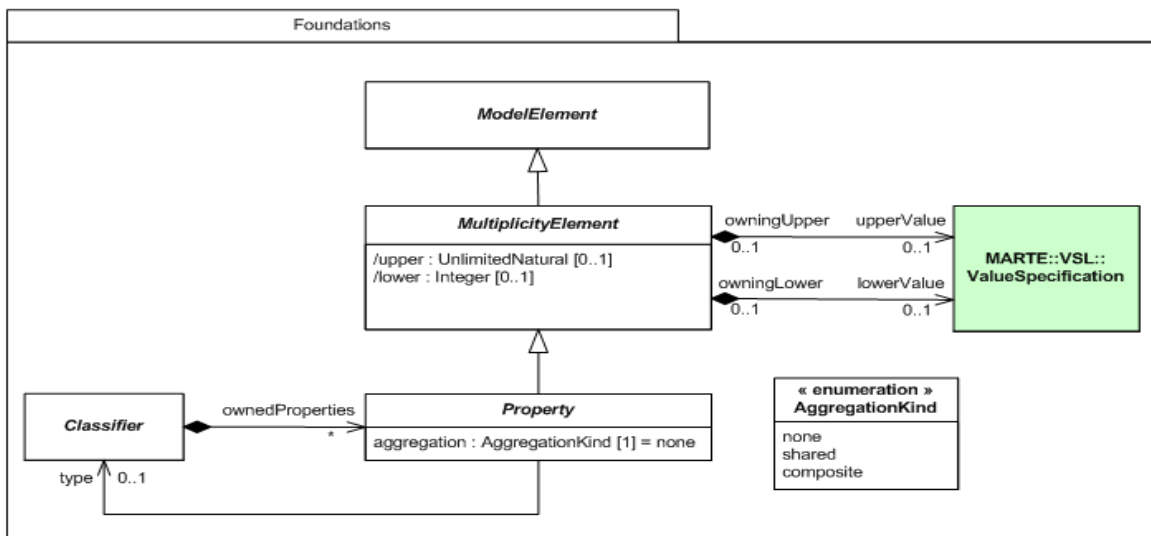 Foundations
ModelElement
MultiplicityElement
/upper : UnlimitedNatural [0..1]
/lower : Integer [0..1]
owningUpper
upperValue
0..1
0..1
owningLower
lowerValue
0..1
0..1
MARTE::VSL::
ValueSpecification
Classifier
ownedProperties
*
Property
aggregation : AggregationKind [1] = none
type
0..1
« enumeration »
AggregationKind
none
shared
composite